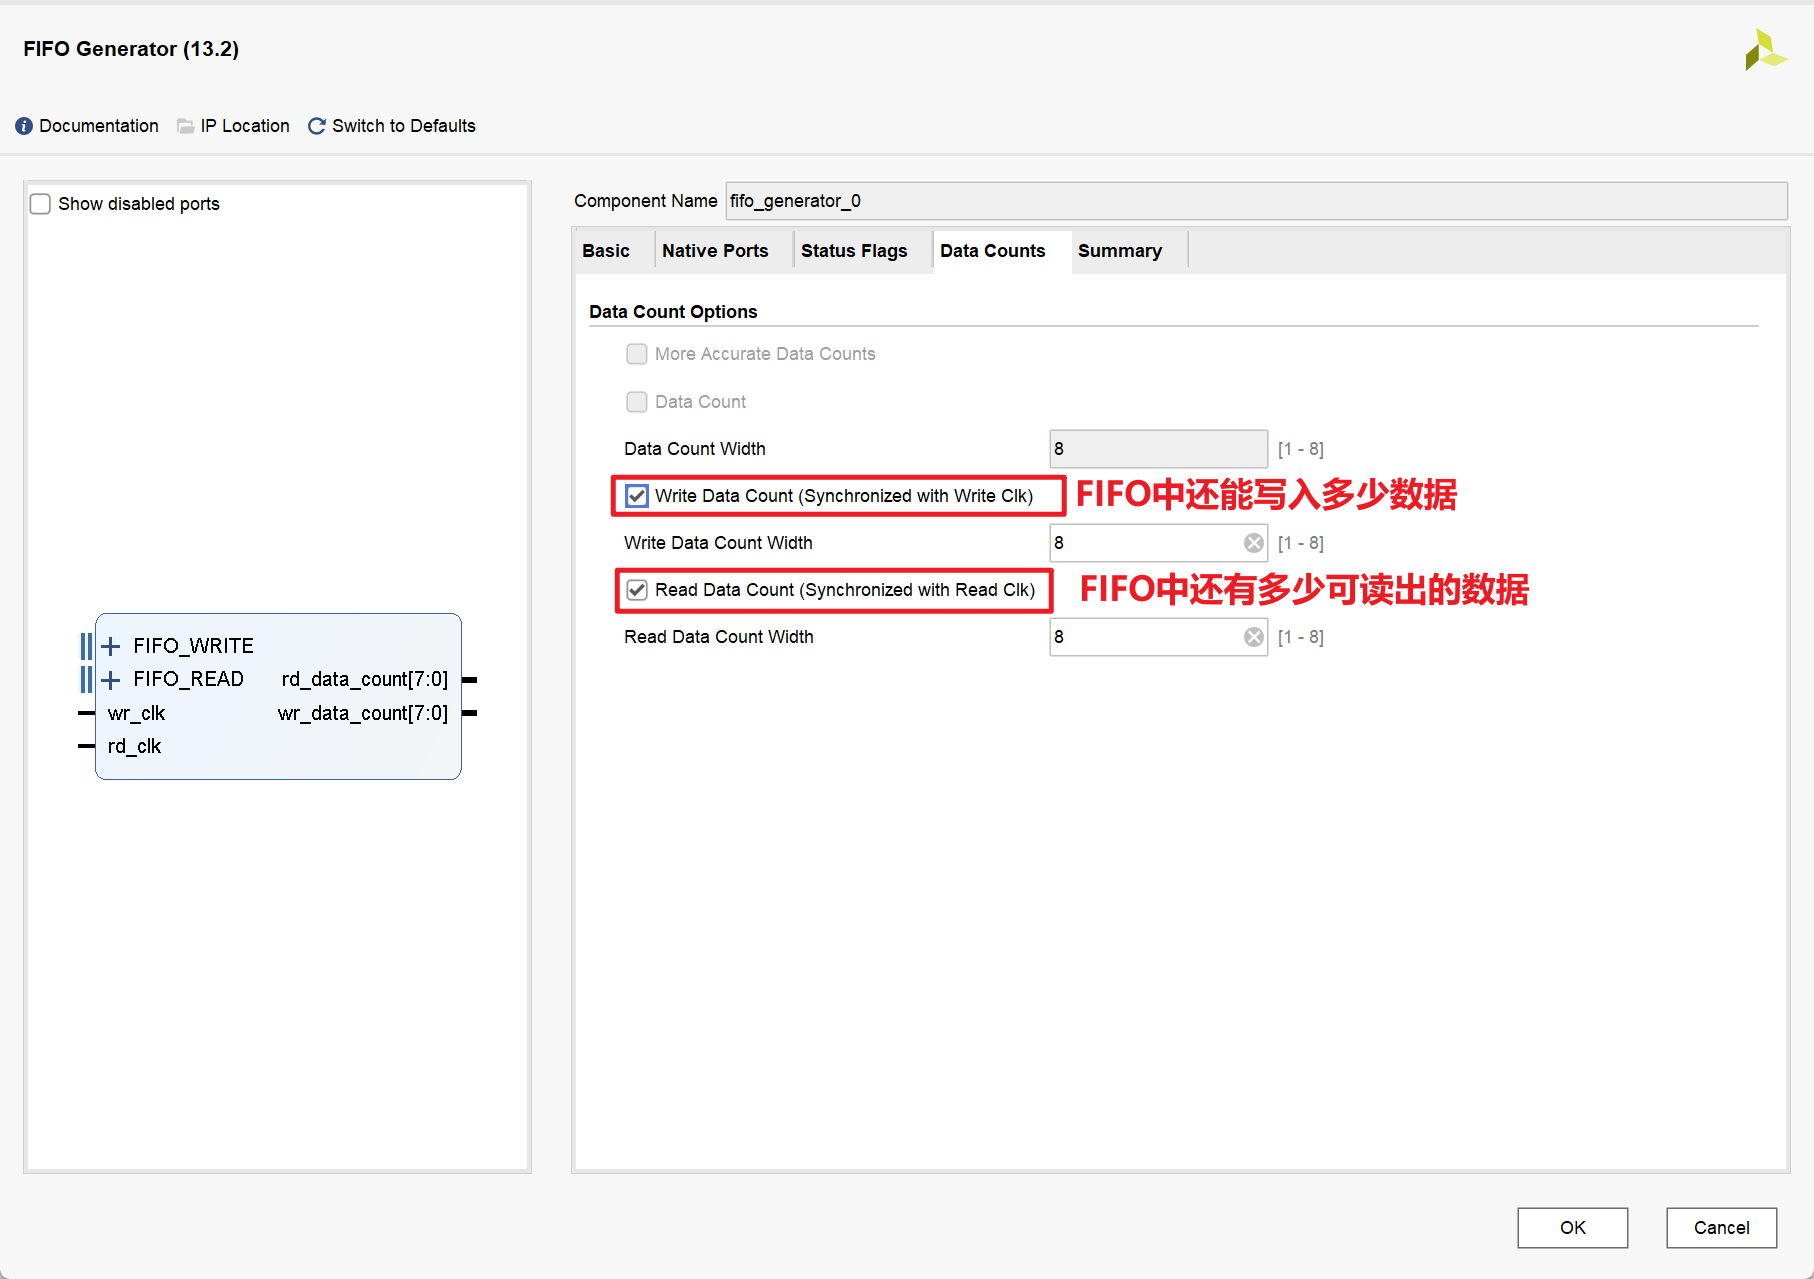 FIFO Generator (13.2)
Documentation IP Location Switch to Defaults
Show disabled ports
FIFO_WRITE
FIFO_READ rd_data_count[7:0]
wr_clk wr_data_count[7:0]
rd_clk
Component Name fifo_generator_0
Basic Native Ports Status Flags Data Counts Summary
Data Count Options
More Accurate Data Counts
Data Count
Data Count Width 8 [1 - 8]
Write Data Count (Synchronized with Write Clk) FIFO中还能写入多少数据
Write Data Count Width 8 [1 - 8]
Read Data Count (Synchronized with Read Clk) FIFO中还有多少可读出的数据
Read Data Count Width 8 [1 - 8]
OK Cancel